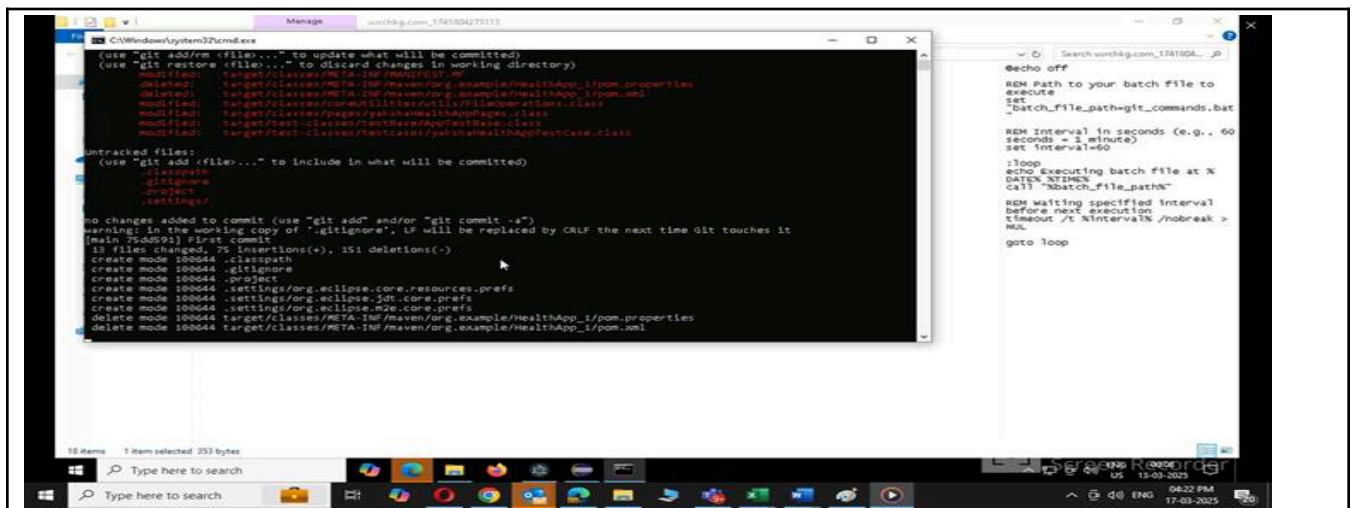 Manage
C:\Windows\system32\cmd.exe
Search
(use "git add/rm <file>..." to update what will be committed)
(use "git restore <file>..." to discard changes in working directory)
modified: target/classes/META-INF/MANIFEST.MF
deleted: target/classes/META-INF/maven/org.example/HealthApp_1/pom.properties
deleted: target/classes/META-INF/maven/org.example/HealthApp_1/pom.xml
modified: target/classes/coreUtilities/utils/FileOperations.class
modified: target/classes/pages/yakshaHealthAppPages.class
modified: target/test-classes/testBase/AppTestBase.class
modified: target/test-classes/testcases/yakshaHealthAppTestCase.class
Untracked files:
(use "git add <file>..." to include in what will be committed)
.classpath
.gitignore
.project
.settings/
no changes added to commit (use "git add" and/or "git commit -a")
warning: in the working copy of '.gitignore', LF will be replaced by CRLF the next time Git touches it
[main 75dd591] First commit
13 files changed, 75 insertions(+), 151 deletions(-)
create mode 100644 .classpath
create mode 100644 .gitignore
create mode 100644 .project
create mode 100644 .settings/org.eclipse.core.resources.prefs
create mode 100644 .settings/org.eclipse.jdt.core.prefs
create mode 100644 .settings/org.eclipse.m2e.core.prefs
delete mode 100644 target/classes/META-INF/maven/org.example/HealthApp_1/pom.properties
delete mode 100644 target/classes/META-INF/maven/org.example/HealthApp_1/pom.xml
@echo off
REM Path to your batch file to
execute
set
"batch_file_path=git_commands.bat
"
REM Interval in seconds (e.g., 60
seconds = 1 minute)
set interval=60
:loop
echo Executing batch file at %
DATE% %TIME%
call "%batch_file_path%"
REM Waiting specified interval
before next execution
timeout /t %interval% /nobreak >
NUL
goto loop
18 items 1 item selected 353 bytes
Type here to search
ENG
US 13-03-2025
Screen Recorder
Type here to search
ENG
04:22 PM
17-03-2025
20